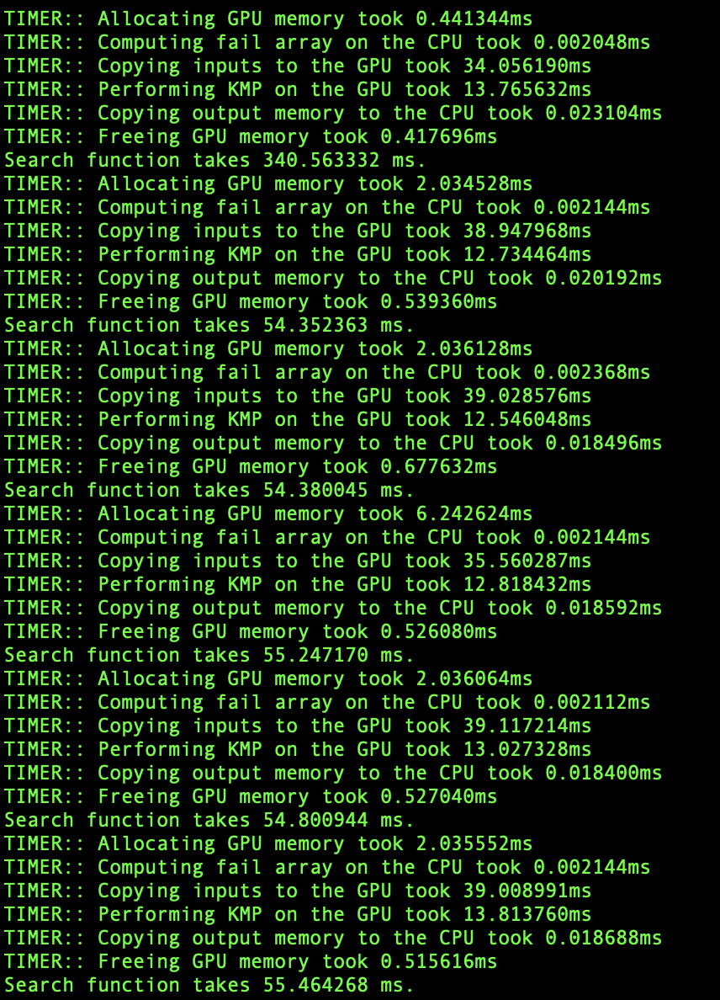 TIMER:: Allocating GPU memory took 0.441344ms
TIMER:: Computing fail array on the CPU took 0.002048ms
TIMER:: Copying inputs to the GPU took 34.056190ms
TIMER:: Performing KMP on the GPU took 13.765632ms
TIMER:: Copying output memory to the CPU took 0.023104ms
TIMER:: Freeing GPU memory took 0.417696ms
Search function takes 340.563332 ms.
TIMER:: Allocating GPU memory took 2.034528ms
TIMER:: Computing fail array on the CPU took 0.002144ms
TIMER:: Copying inputs to the GPU took 38.947968ms
TIMER:: Performing KMP on the GPU took 12.734464ms
TIMER:: Copying output memory to the CPU took 0.020192ms
TIMER:: Freeing GPU memory took 0.539360ms
Search function takes 54.352363 ms.
TIMER:: Allocating GPU memory took 2.036128ms
TIMER:: Computing fail array on the CPU took 0.002368ms
TIMER:: Copying inputs to the GPU took 39.028576ms
TIMER:: Performing KMP on the GPU took 12.546048ms
TIMER:: Copying output memory to the CPU took 0.018496ms
TIMER:: Freeing GPU memory took 0.677632ms
Search function takes 54.380045 ms.
TIMER:: Allocating GPU memory took 6.242624ms
TIMER:: Computing fail array on the CPU took 0.002144ms
TIMER:: Copying inputs to the GPU took 35.560287ms
TIMER:: Performing KMP on the GPU took 12.818432ms
TIMER:: Copying output memory to the CPU took 0.018592ms
TIMER:: Freeing GPU memory took 0.526080ms
Search function takes 55.247170 ms.
TIMER:: Allocating GPU memory took 2.036064ms
TIMER:: Computing fail array on the CPU took 0.002112ms
TIMER:: Copying inputs to the GPU took 39.117214ms
TIMER:: Performing KMP on the GPU took 13.027328ms
TIMER:: Copying output memory to the CPU took 0.018400ms
TIMER:: Freeing GPU memory took 0.527040ms
Search function takes 54.800944 ms.
TIMER:: Allocating GPU memory took 2.035552ms
TIMER:: Computing fail array on the CPU took 0.002144ms
TIMER:: Copying inputs to the GPU took 39.008991ms
TIMER:: Performing KMP on the GPU took 13.813760ms
TIMER:: Copying output memory to the CPU took 0.018688ms
TIMER:: Freeing GPU memory took 0.515616ms
Search function takes 55.464268 ms.